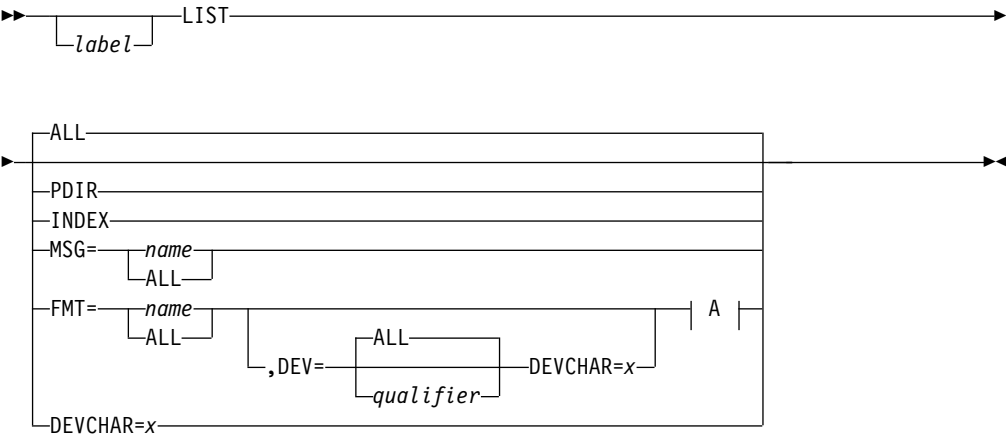 LIST
label
ALL
PDIR
INDEX
MSG= name
ALL
FMT= name A
ALL ALL
,DEV= DEVCHAR=x
qualifier
DEVCHAR=x